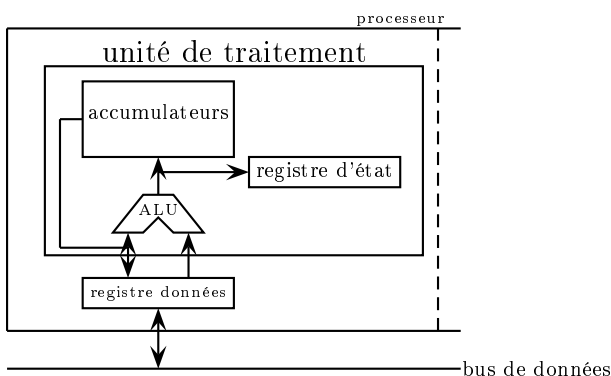 processeur
unité de traitement
accumulateurs
registre d'état
ALU
registre données
bus de données